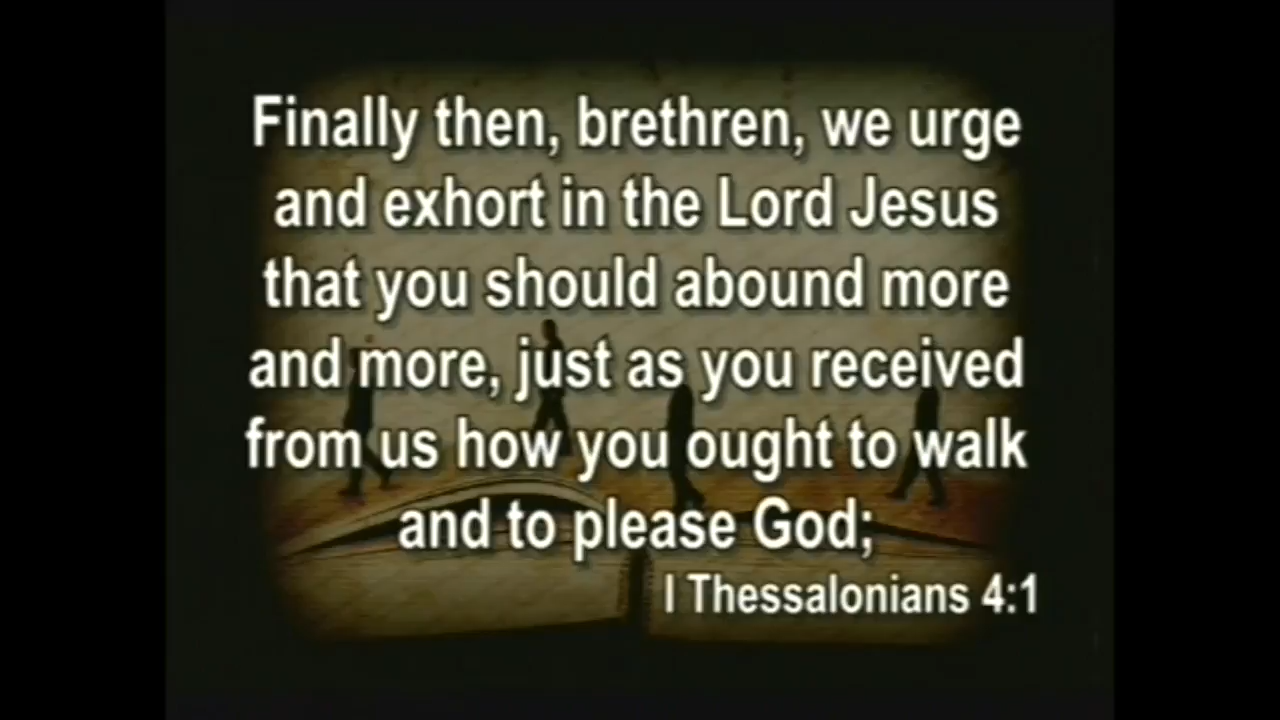 Finally then, brethren, we urge
and exhort in the Lord Jesus
that you should abound more
and more, just as you received
from us how you ought to walk
and to please God;
I Thessalonians 4:1